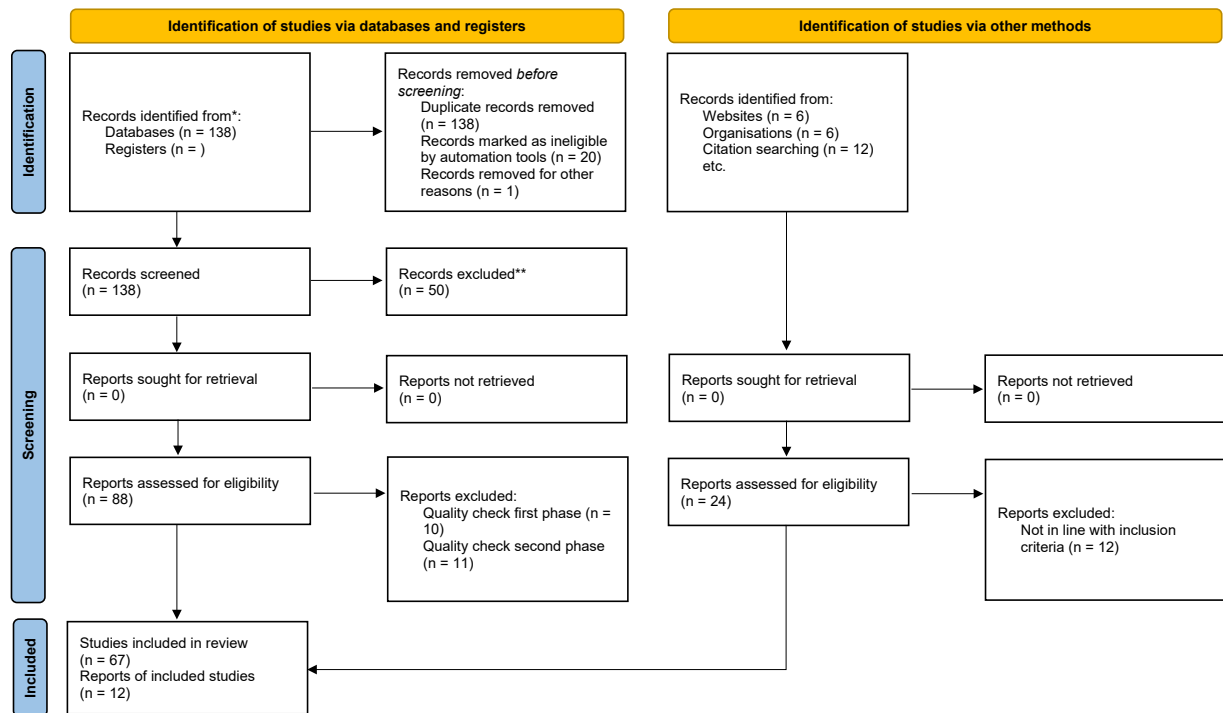 Identification of studies via databases and registers
Identification of studies via other methods
Identification
Records identified from*:
Databases (n = 138)
Registers (n = )
Records removed before
screening:
Duplicate records removed
(n = 138)
Records marked as ineligible
by automation tools (n = 20)
Records removed for other
reasons (n = 1)
Records identified from:
Websites (n = 6)
Organisations (n = 6)
Citation searching (n = 12)
etc.
Screening
Records screened
(n = 138)
Records excluded**
(n = 50)
Reports sought for retrieval
(n = 0)
Reports not retrieved
(n = 0)
Reports sought for retrieval
(n = 0)
Reports not retrieved
(n = 0)
Reports assessed for eligibility
(n = 88)
Reports excluded:
Quality check first phase (n =
10)
Quality check second phase
(n = 11)
Reports assessed for eligibility
(n = 24)
Reports excluded:
Not in line with inclusion
criteria (n = 12)
Included
Studies included in review
(n = 67)
Reports of included studies
(n = 12)